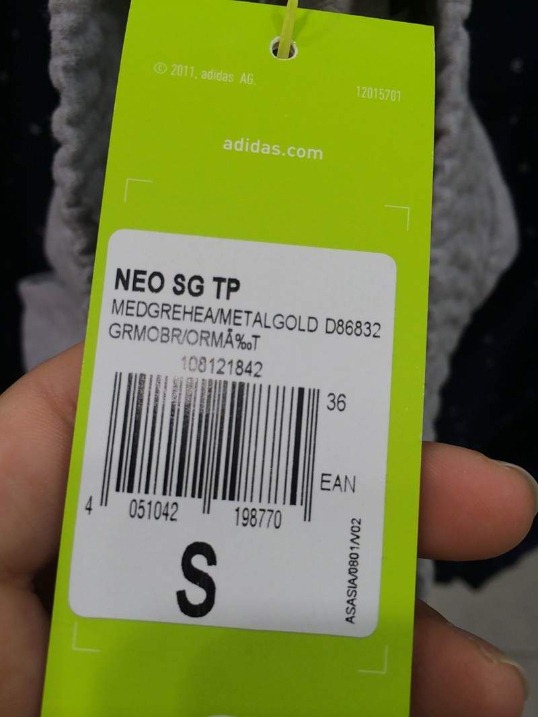 © 2011, adidas AG.
12015701
adidas.com
NEO SG TP
MEDGREHEA/METALGOLD D86832
GRMOBR/ORMÃ‰T
108121842
36
EAN
4 051042 198770
S
ASASIA/0801/V02